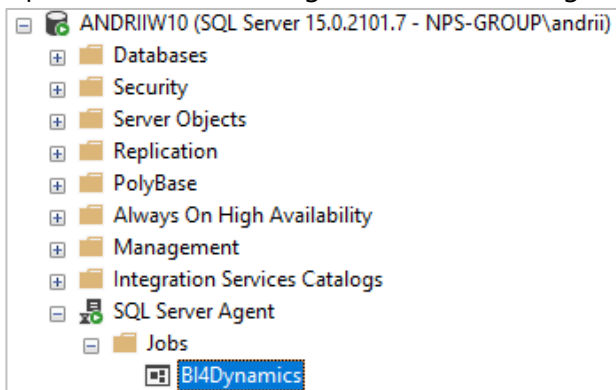 ANDRIIW10 (SQL Server 15.0.2101.7 - NPS-GROUP\andrii)
Databases
Security
Server Objects
Replication
PolyBase
Always On High Availability
Management
Integration Services Catalogs
SQL Server Agent
Jobs
BI4Dynamics